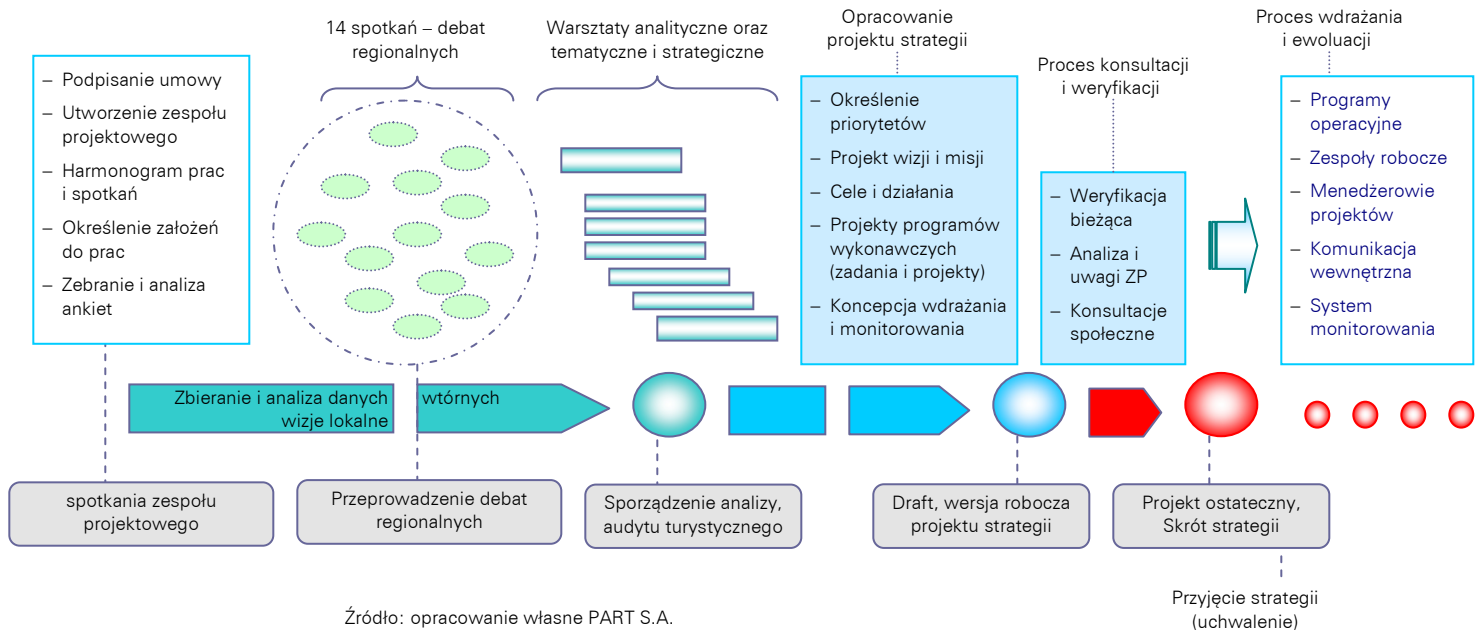 – Podpisanie umowy
– Utworzenie zespołu
projektowego
– Harmonogram prac
i spotkań
– Określenie założeń
do prac
– Zebranie i analiza
ankiet
14 spotkań – debat
regionalnych
Warsztaty analityczne oraz
tematyczne i strategiczne
Opracowanie
projektu strategii
– Określenie
priorytetów
– Projekt wizji i misji
– Cele i działania
– Projekty programów
wykonawczych
(zadania i projekty)
– Koncepcja wdrażania
i monitorowania
Proces konsultacji
i weryfikacji
– Weryfikacja
bieżąca
– Analiza i
uwagi ZP
– Konsultacje
społeczne
Proces wdrażania
i ewoluacji
– Programy
operacyjne
– Zespoły robocze
– Menedżerowie
projektów
– Komunikacja
wewnętrzna
– System
monitorowania
Zbieranie i analiza danych wtórnych
wizje lokalne
spotkania zespołu
projektowego
Przeprowadzenie debat
regionalnych
Sporządzenie analizy,
audytu turystycznego
Draft, wersja robocza
projektu strategii
Projekt ostateczny,
Skrót strategii
Przyjęcie strategii
(uchwalenie)
Źródło: opracowanie własne PART S.A.